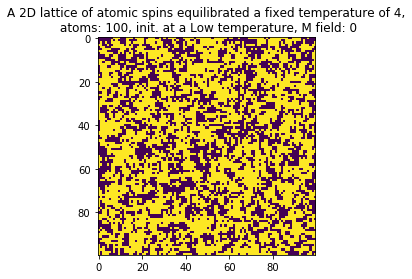 A 2D lattice of atomic spins equilibrated a fixed temperature of 4,
atoms: 100, init. at a Low temperature, M field: 0
0
20
40
60
80
0 20 40 60 80